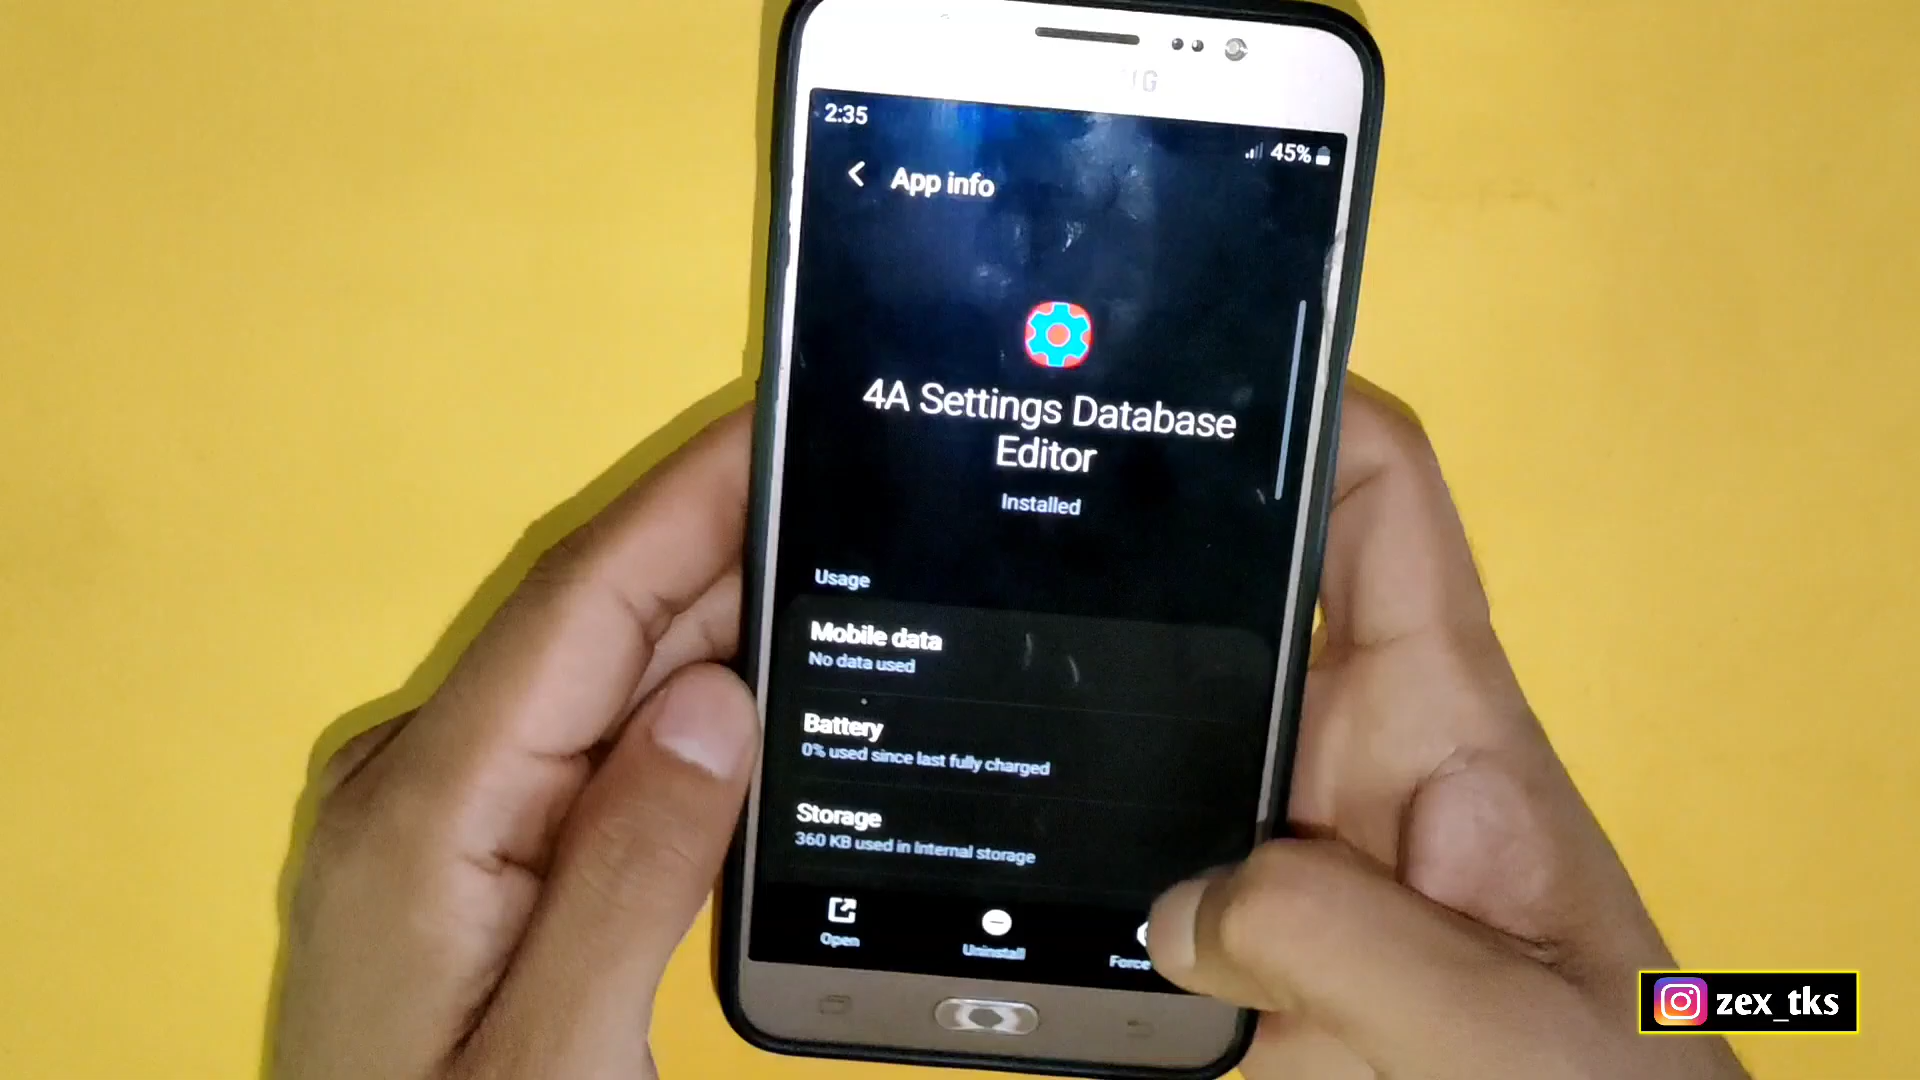 2:35
45%
App info
4A Settings Database
Editor
Installed
Usage
Mobile data
No data used
Battery
0% used since last fully charged
Storage
360 KB used in Internal storage
Open
Uninstall
Force
zex_tks